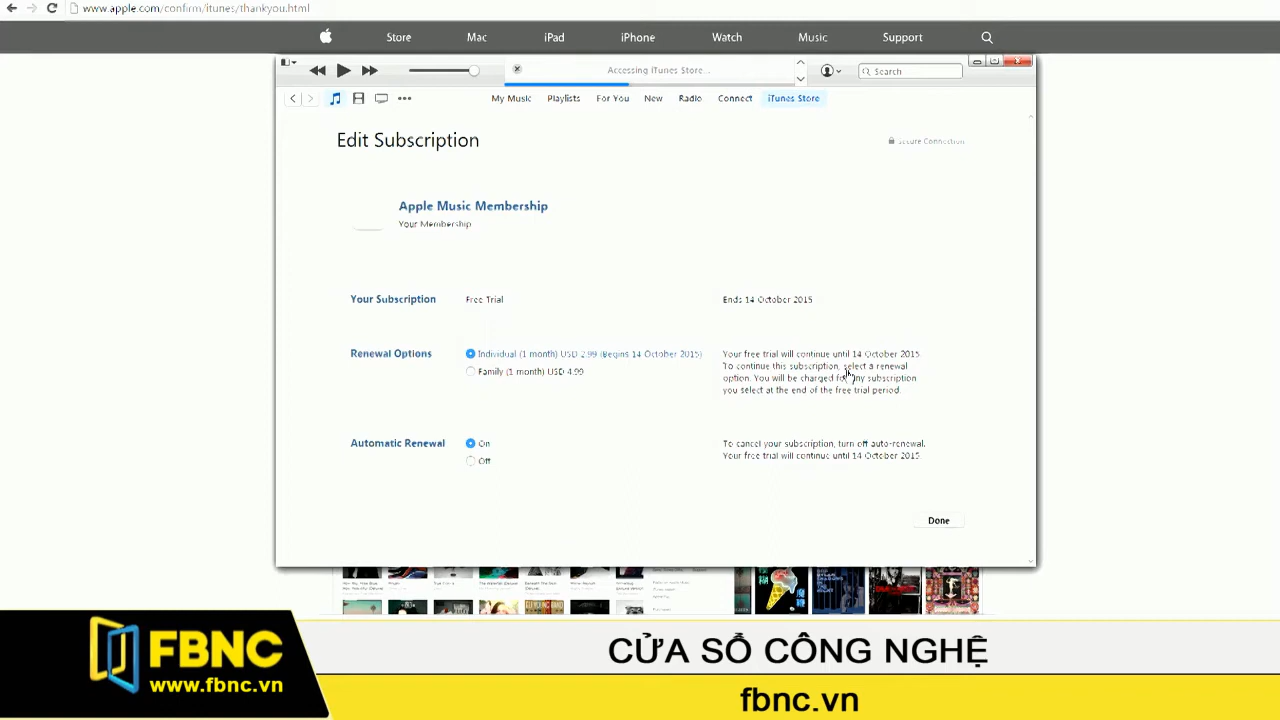 www.apple.com/confirm/itunes/thankyou.html
Store Mac iPad iPhone Watch Music Support
Accessing iTunes Store...
Search
My Music Playlists For You New Radio Connect iTunes Store
Edit Subscription
Secure Connection
Apple Music Membership
Your Membership
Your Subscription Free Trial Ends 14 October 2015
Renewal Options Individual (1 month) USD 2.99 (Begins 14 October 2015) Your free trial will continue until 14 October 2015.
To continue this subscription, select a renewal
Family (1 month) USD 4.99
option. You will be charged for any subscription
you select at the end of the free trial period.
Automatic Renewal On To cancel your subscription, turn off auto-renewal.
Your free trial will continue until 14 October 2015.
Off
Done
FBNC
www.fbnc.vn
CỬA SỔ CÔNG NGHỆ
fbnc.vn